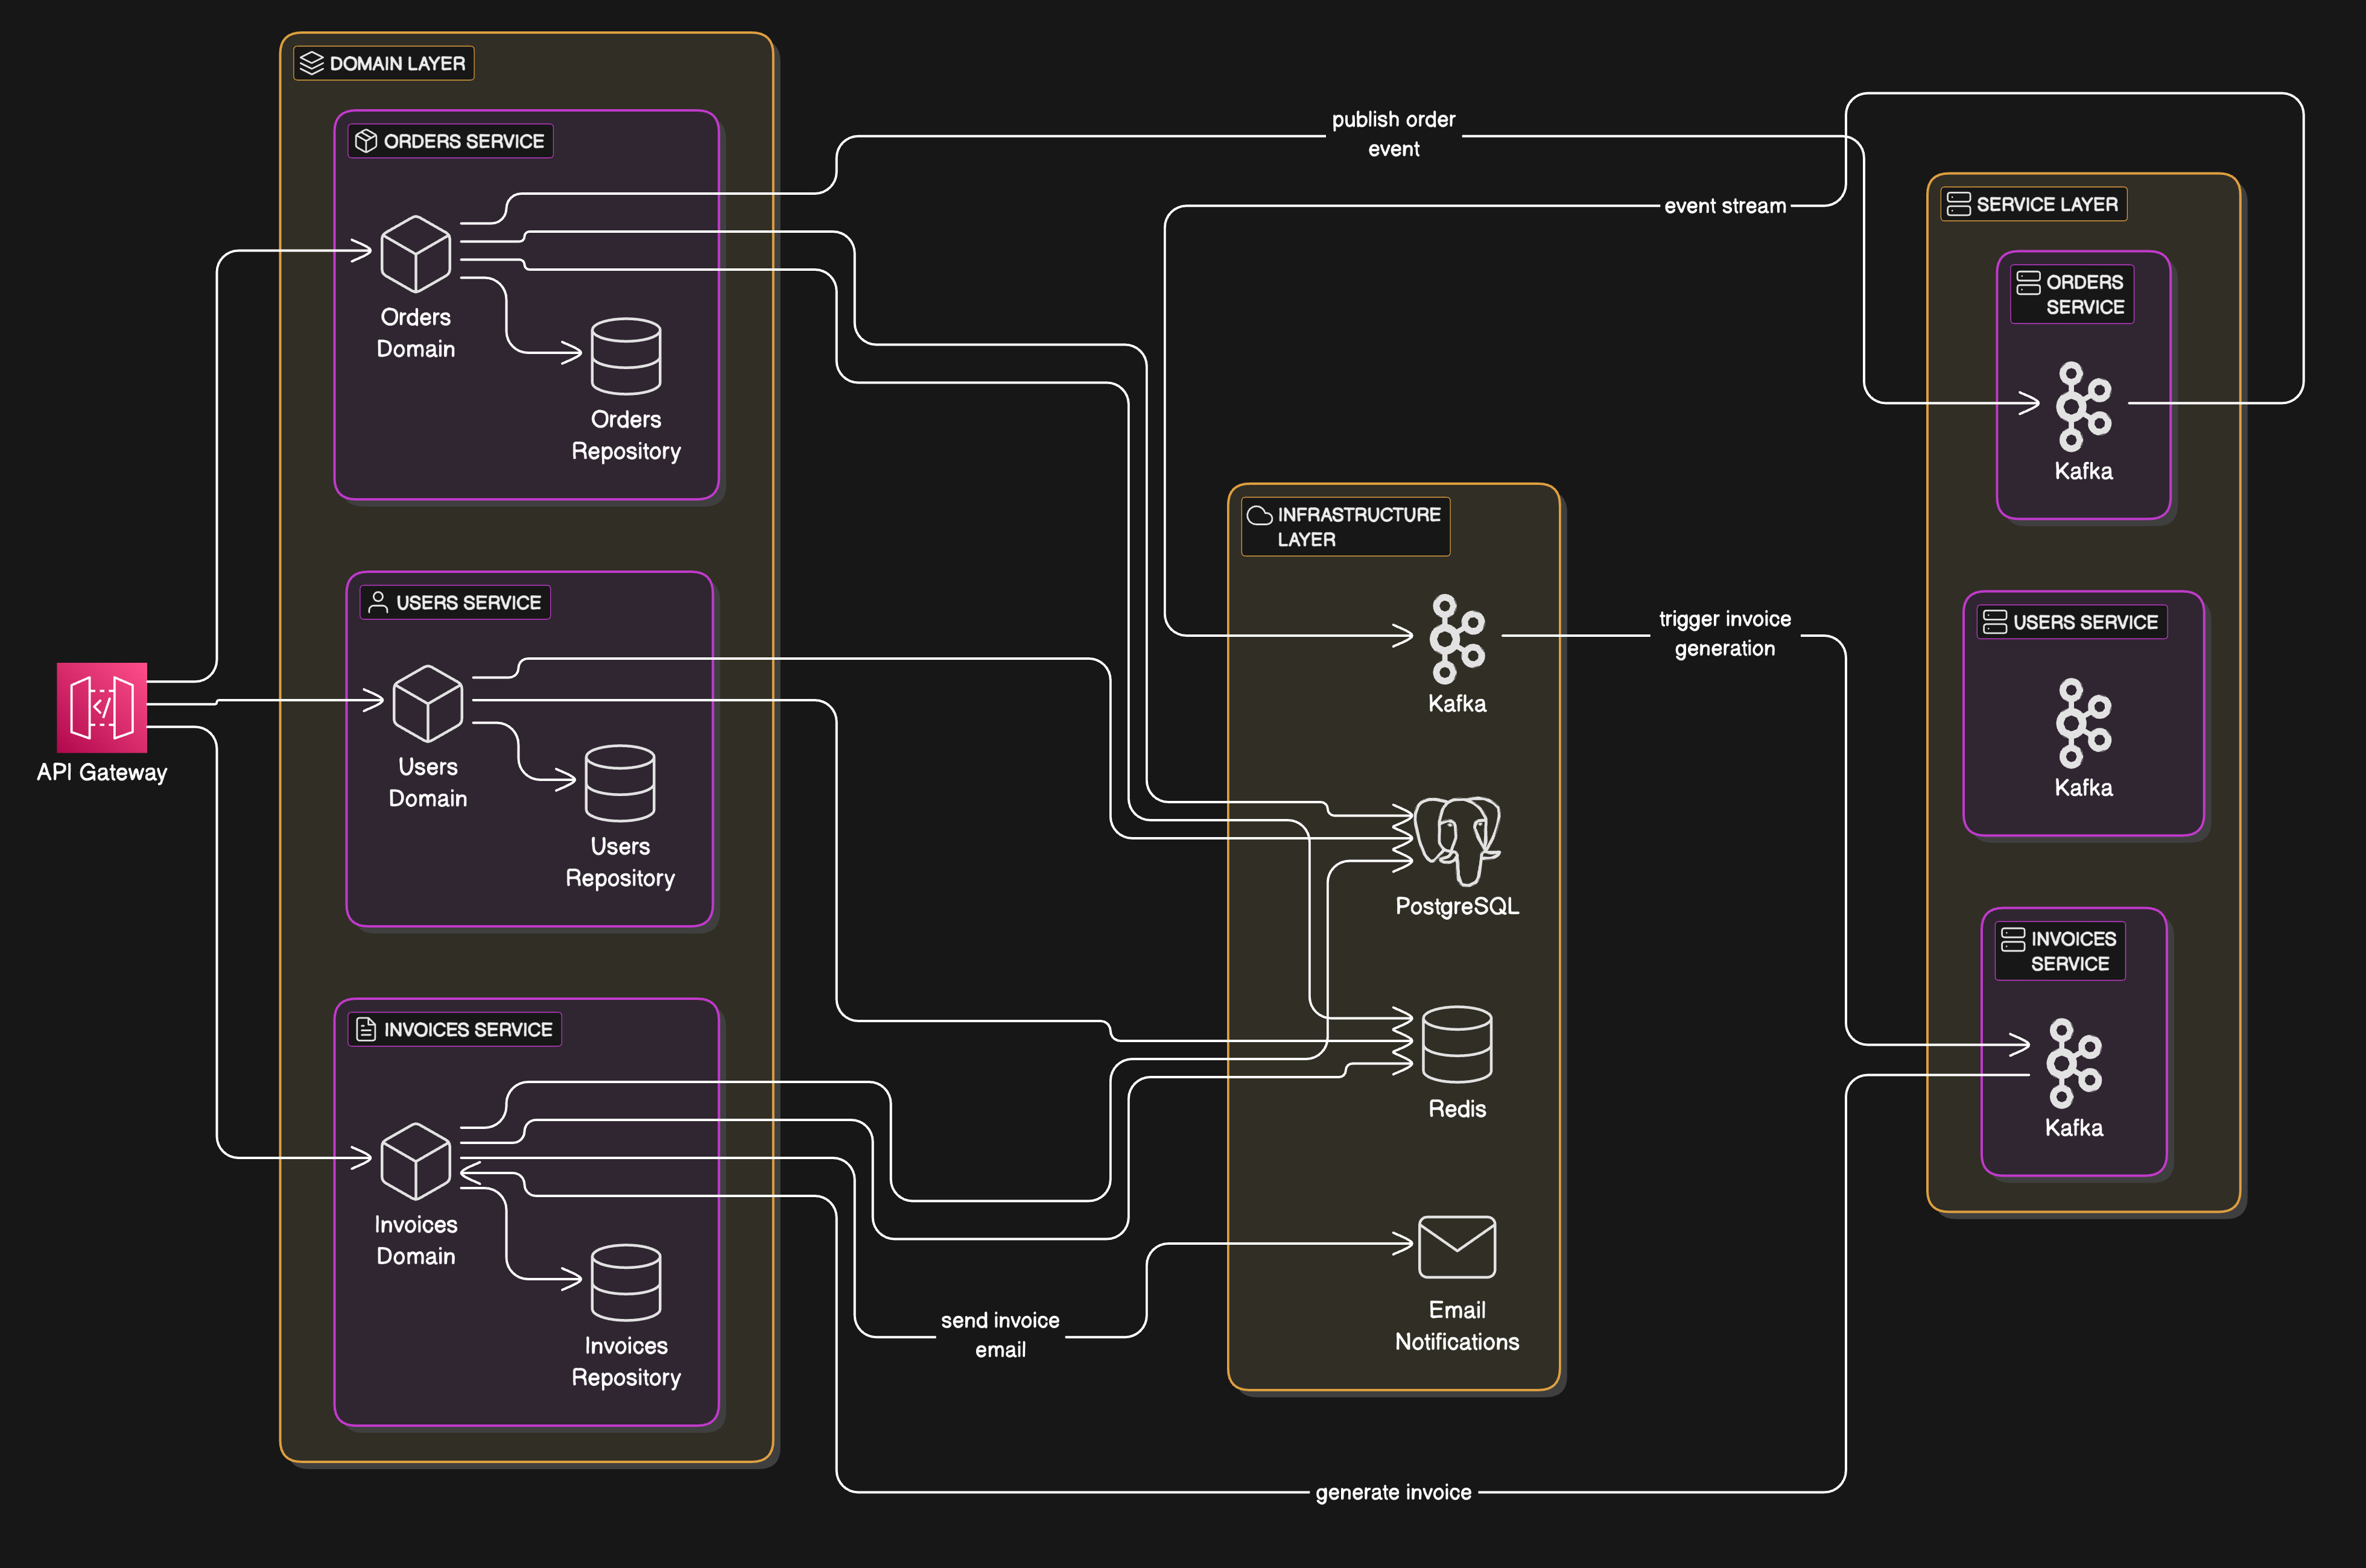 DOMAIN LAYER
ORDERS SERVICE
Orders
Domain
Orders
Repository
USERS SERVICE
Users
Domain
Users
Repository
INVOICES SERVICE
Invoices
Domain
Invoices
Repository
API Gateway
publish order
event
event stream
INFRASTRUCTURE
LAYER
Kafka
PostgreSQL
Redis
Email
Notifications
trigger invoice
generation
send invoice
email
generate invoice
SERVICE LAYER
ORDERS
SERVICE
Kafka
USERS SERVICE
Kafka
INVOICES
SERVICE
Kafka